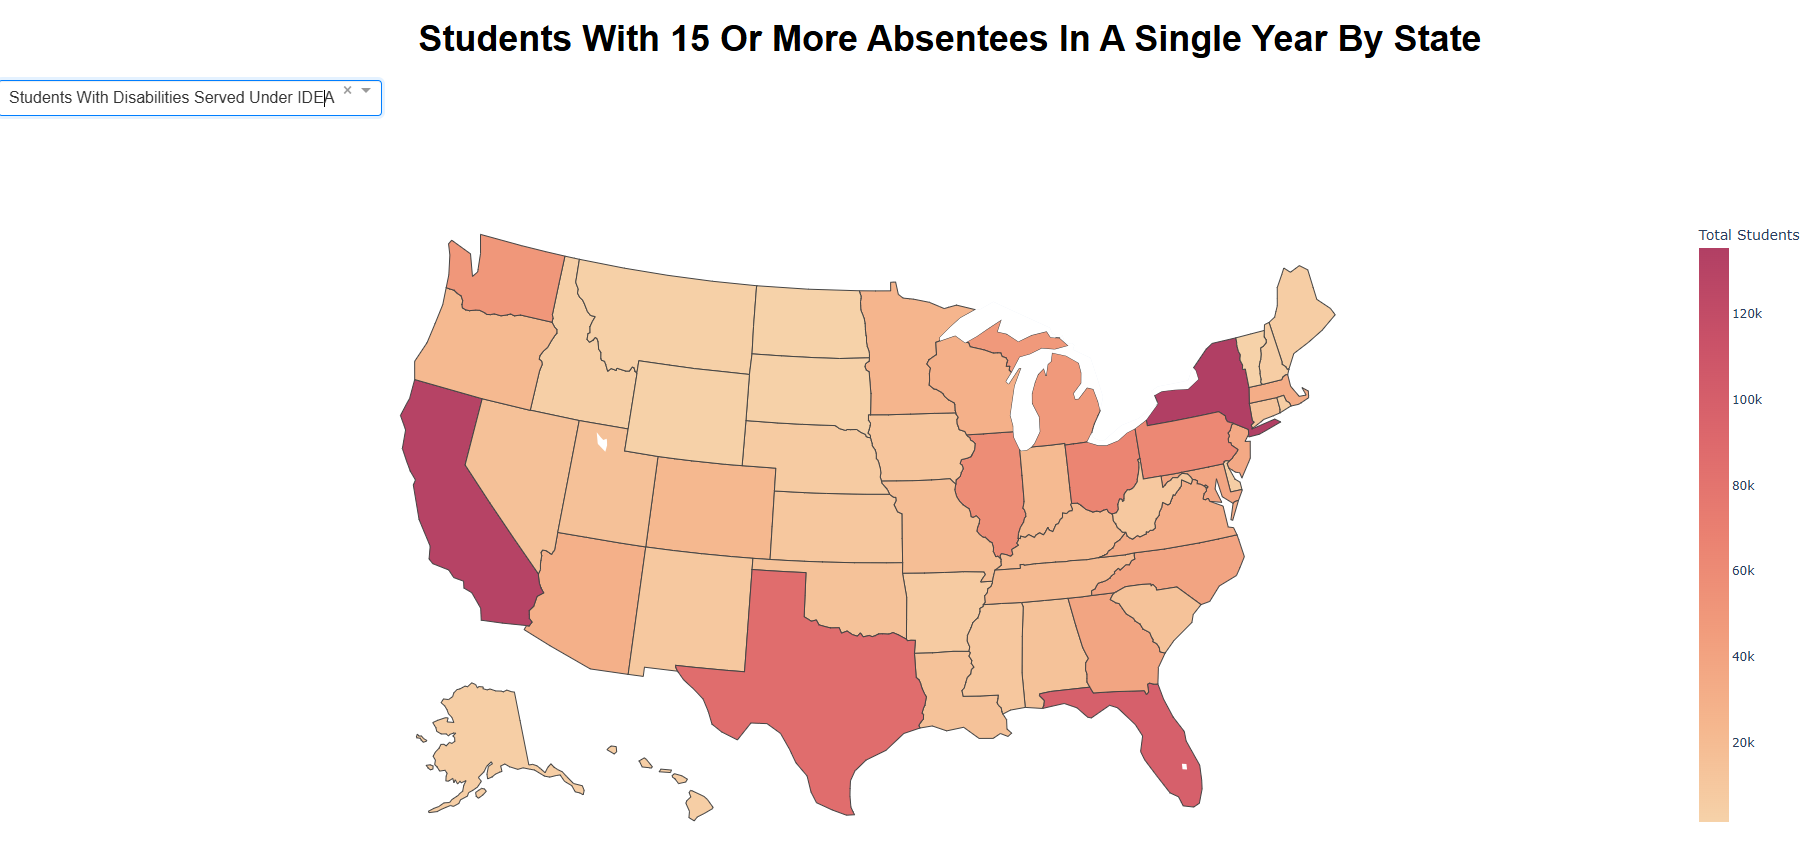 Students With 15 Or More Absentees In A Single Year By State
Students With Disabilities Served Under IDEA × 
Total Students
120k
100k
80k
60k
40k
20k